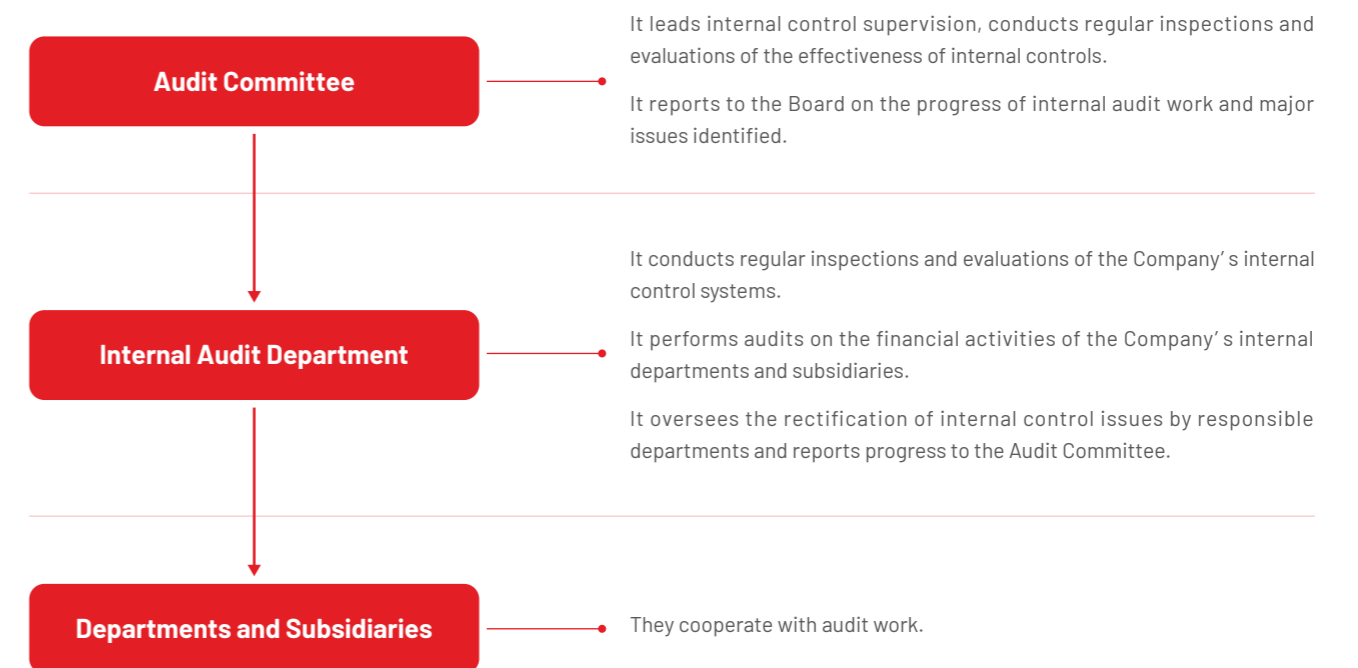 Audit Committee
It leads internal control supervision, conducts regular inspections and
evaluations of the effectiveness of internal controls.
It reports to the Board on the progress of internal audit work and major
issues identified.
Internal Audit Department
It conducts regular inspections and evaluations of the Company’ s internal
control systems.
It performs audits on the financial activities of the Company’ s internal
departments and subsidiaries.
It oversees the rectification of internal control issues by responsible
departments and reports progress to the Audit Committee.
Departments and Subsidiaries
They cooperate with audit work.